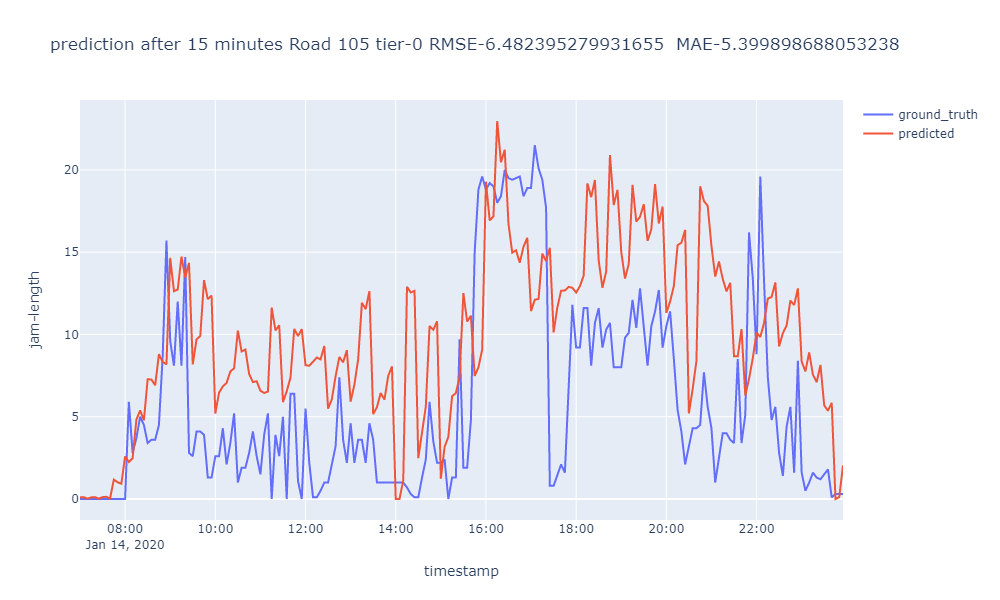 prediction after 15 minutes Road 105 tier-0 RMSE-6.482395279931655  MAE-5.399898688053238
ground_truth
predicted
20
15
10
5
0
jam-length
08:00 10:00 12:00 14:00 16:00 18:00 20:00 22:00
Jan 14, 2020
timestamp